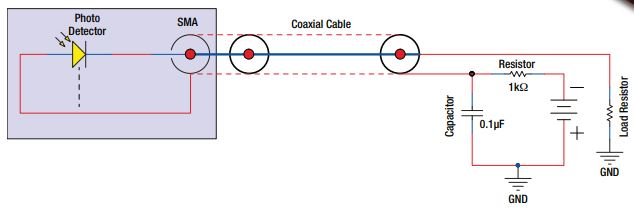 Photo
Detector
SMA
Coaxial Cable
Resistor
1kΩ
Capacitor
0.1µF
−
+
Load Resistor
GND
GND